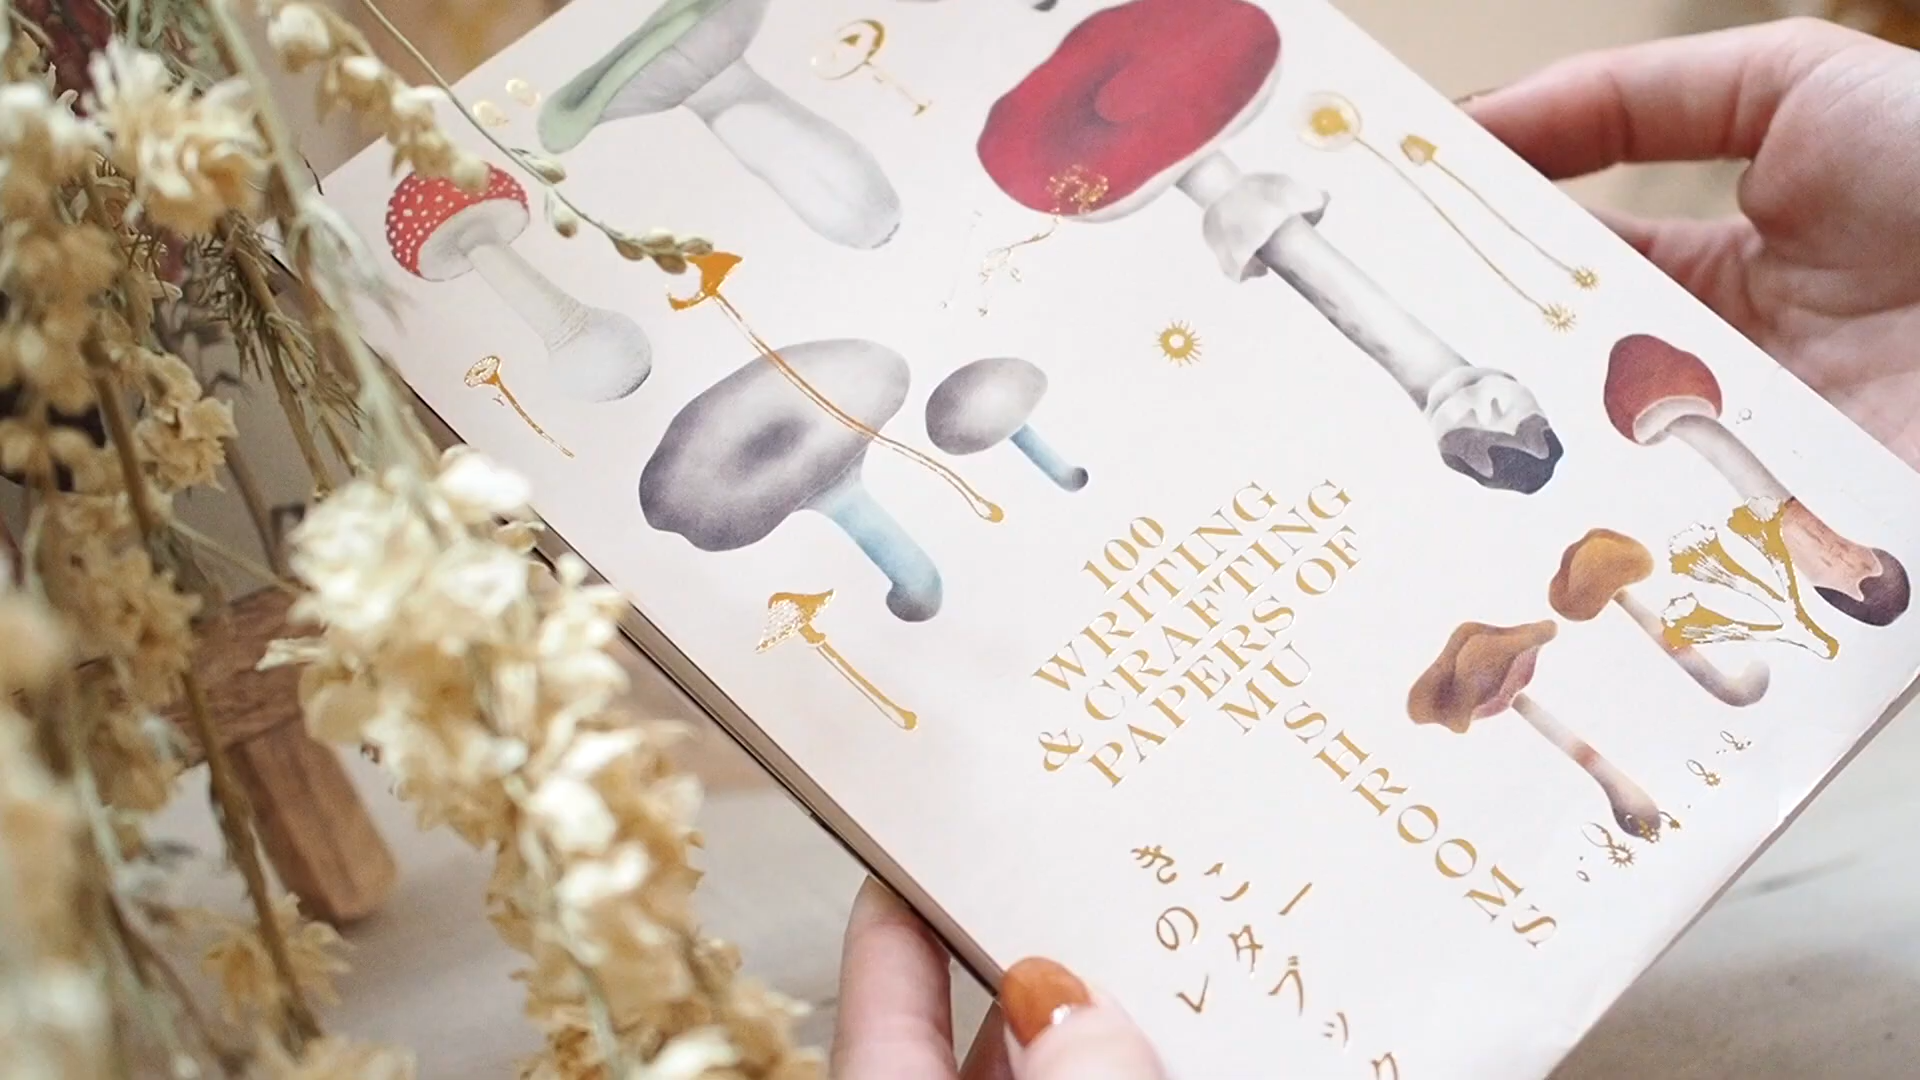 100
WRITING
& CRAFTING
PAPERS OF
MUSHROOMS
きのこ
レター
ブック